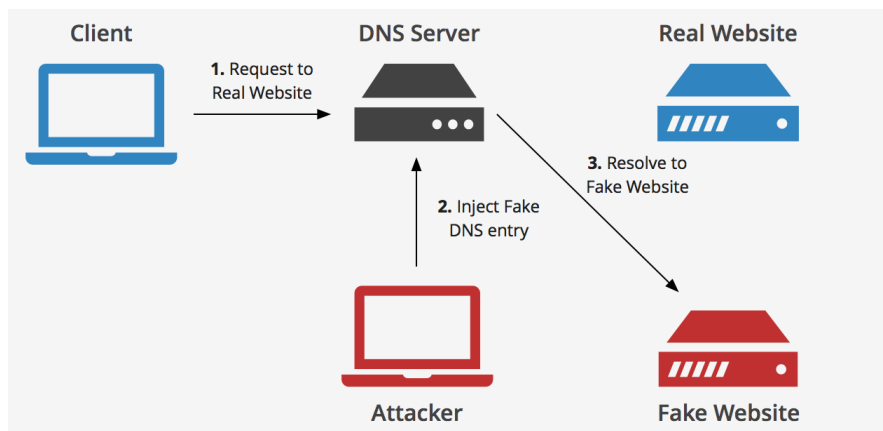 Client
DNS Server
Real Website
1. Request to
Real Website
3. Resolve to
Fake Website
2. Inject Fake
DNS entry
Attacker
Fake Website